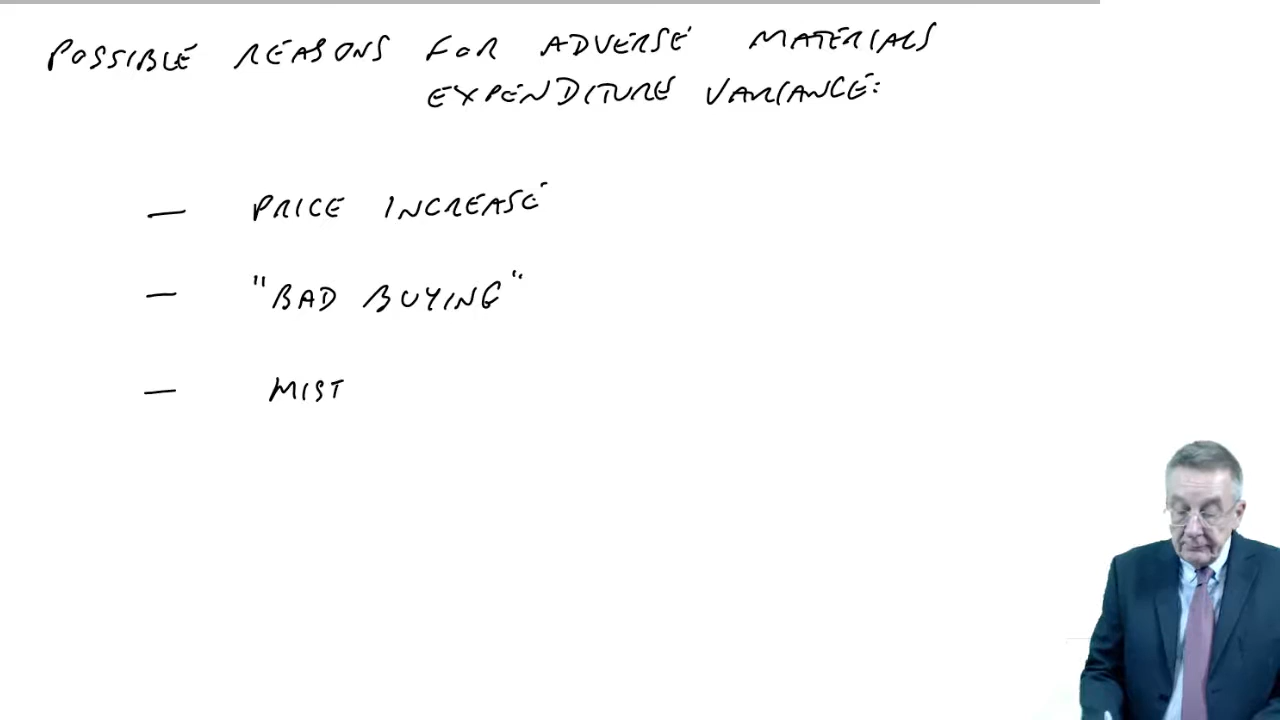 POSSIBLE REASONS FOR ADVERSE MATERIALS
EXPENDITURE VARIANCE:
— PRICE INCREASE
— "BAD BUYING"
— MIST